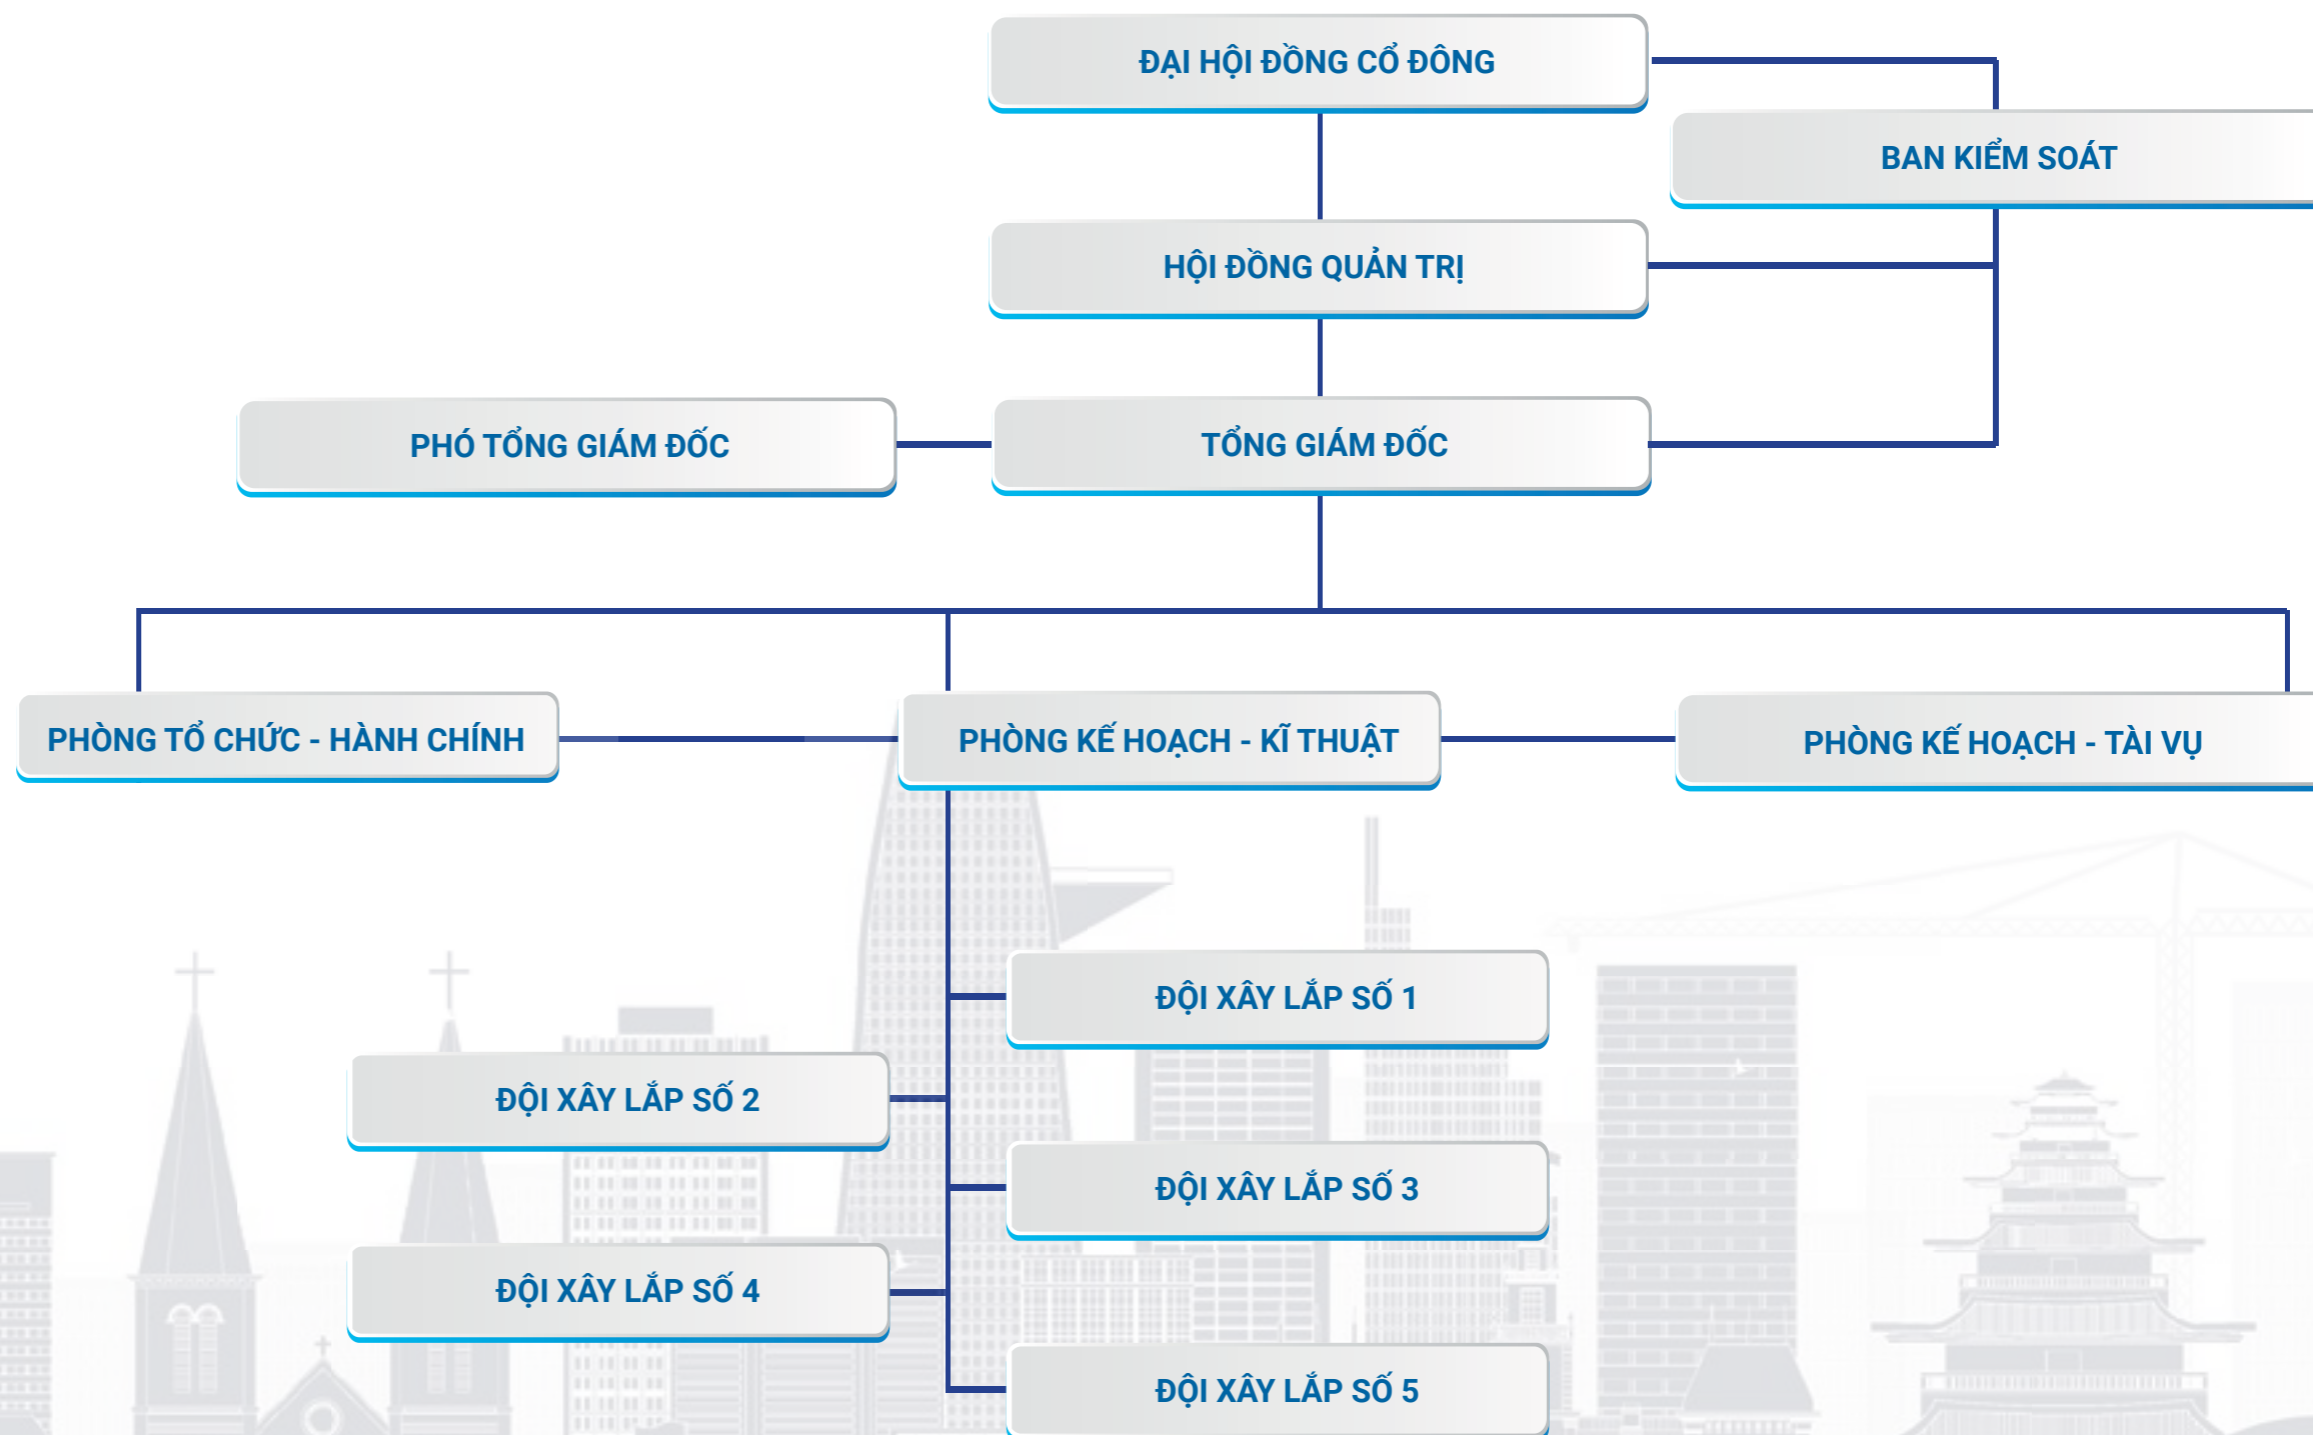 ĐẠI HỘI ĐỒNG CỔ ĐÔNG
BAN KIỂM SOÁT
HỘI ĐỒNG QUẢN TRỊ
PHÓ TỔNG GIÁM ĐỐC
TỔNG GIÁM ĐỐC
PHÒNG TỔ CHỨC - HÀNH CHÍNH
PHÒNG KẾ HOẠCH - KĨ THUẬT
PHÒNG KẾ HOẠCH - TÀI VỤ
ĐỘI XÂY LẮP SỐ 1
ĐỘI XÂY LẮP SỐ 2
ĐỘI XÂY LẮP SỐ 3
ĐỘI XÂY LẮP SỐ 4
ĐỘI XÂY LẮP SỐ 5